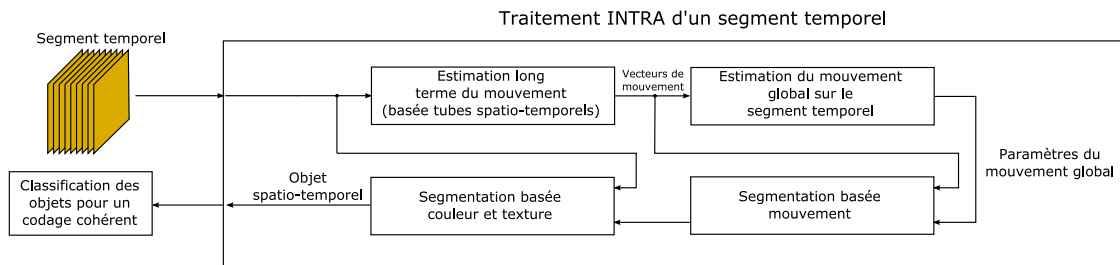 Traitement INTRA d'un segment temporel
Segment temporel
Estimation long
terme du mouvement
(basée tubes spatio-temporels)
Vecteurs de
mouvement
Estimation du mouvement
global sur le
segment temporel
Paramètres du
mouvement global
Classification des
objets pour un
codage cohérent
Objet
spatio-temporel
Segmentation basée
couleur et texture
Segmentation basée
mouvement